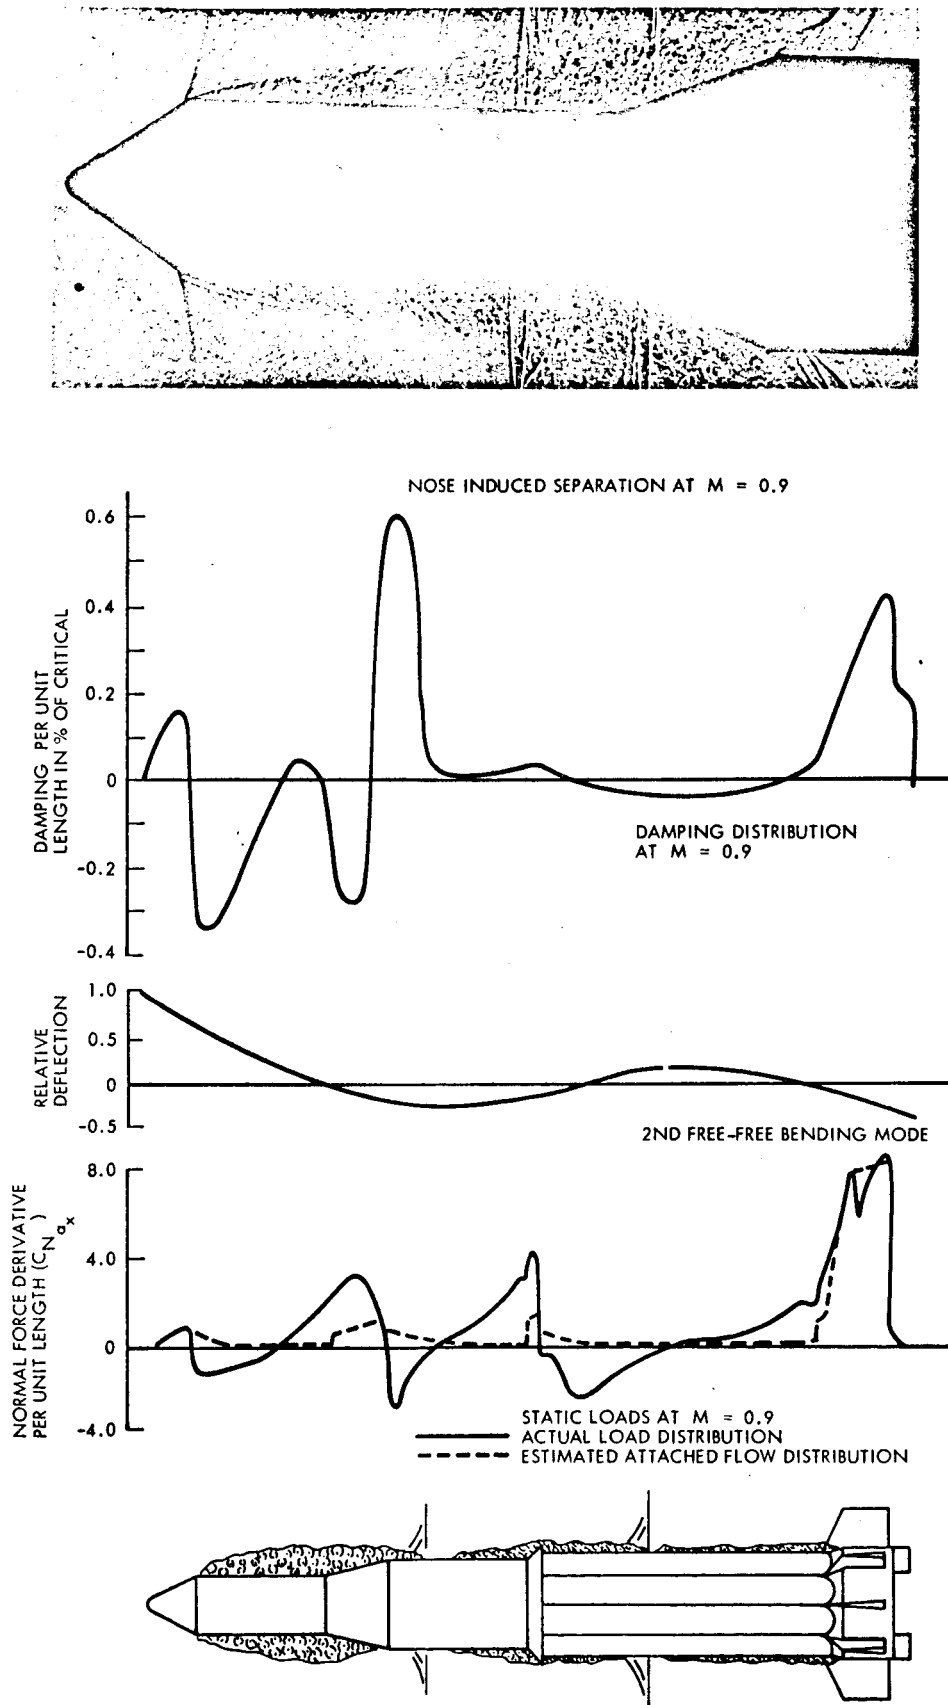 NOSE INDUCED SEPARATION AT M = 0.9
DAMPING PER UNIT
LENGTH IN % OF CRITICAL
0.6
0.4
0.2
0
-0.2
-0.4
DAMPING DISTRIBUTION
AT M = 0.9
RELATIVE
DEFLECTION
1.0
0.5
0
-0.5
2ND FREE-FREE BENDING MODE
NORMAL FORCE DERIVATIVE
PER UNIT LENGTH (CNαx)
8.0
4.0
0
-4.0
STATIC LOADS AT M = 0.9
ACTUAL LOAD DISTRIBUTION
ESTIMATED ATTACHED FLOW DISTRIBUTION